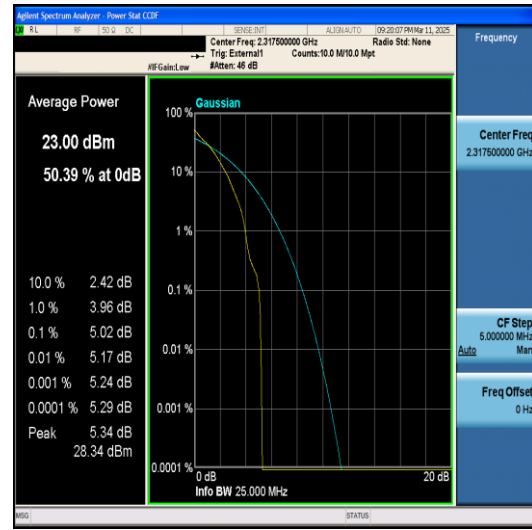 Agilent Spectrum Analyzer - Power Stat CCDF
RL RF 50 Ω DC SENSE:INT ALIGNAUTO 09:20:07 PM Mar 11, 2025
Center Freq: 2.317500000 GHz Radio Std: None
Trig: External1 Counts:10.0 M/10.0 Mpt
#IFGain:Low #Atten: 46 dB
Frequency
Average Power
23.00 dBm
50.39 % at 0dB
10.0 % 2.42 dB
1.0 % 3.96 dB
0.1 % 5.02 dB
0.01 % 5.17 dB
0.001 % 5.24 dB
0.0001 % 5.29 dB
Peak 5.34 dB
28.34 dBm
Gaussian
100 %
10 %
1 %
0.1 %
0.01 %
0.001 %
0.0001 %
0 dB 20 dB
Info BW 25.000 MHz
Center Freq
2.317500000 GHz
CF Step
5.000000 MHz
Auto Man
Freq Offset
0 Hz
MSG STATUS